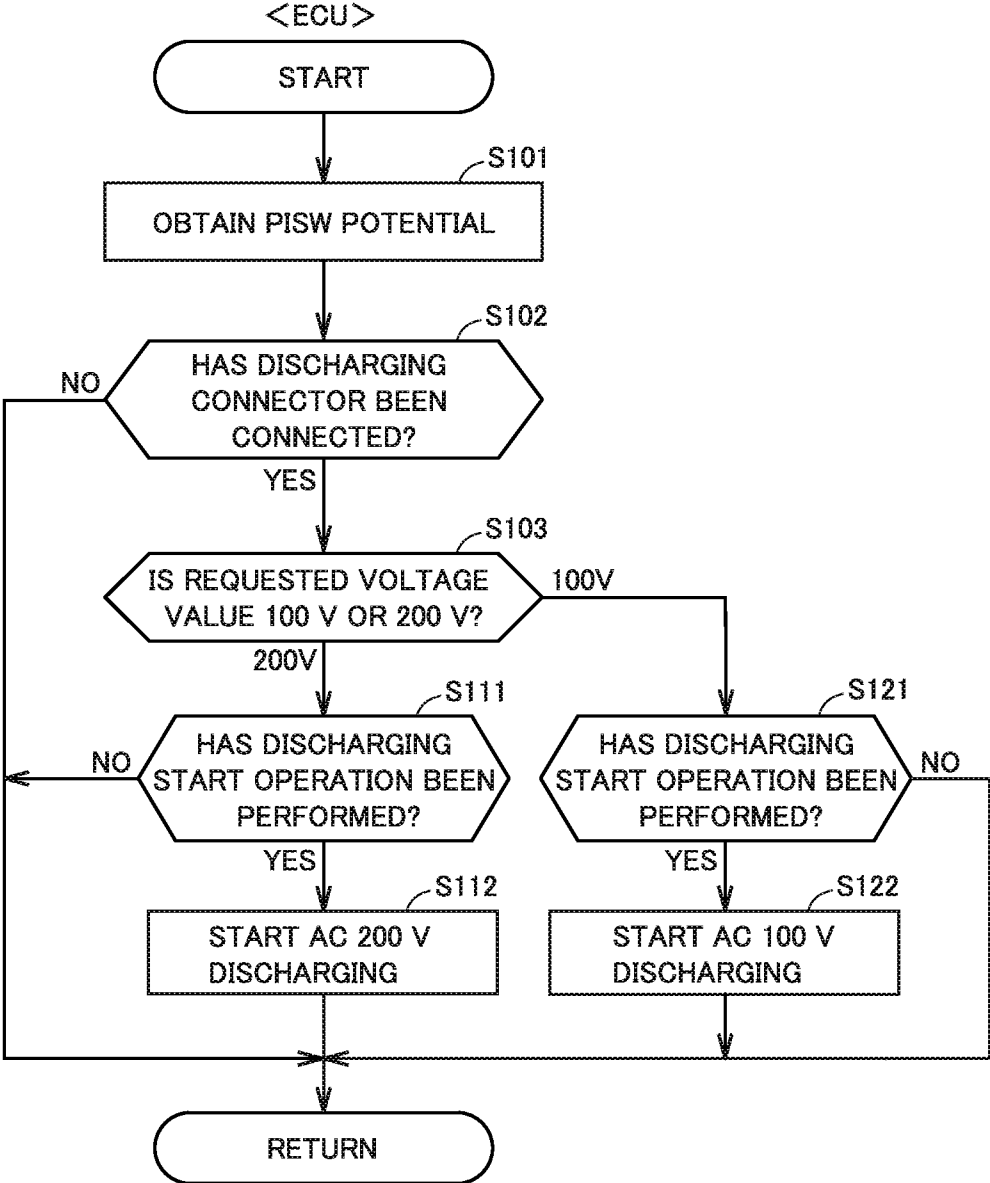 <ECU>
START
S101
OBTAIN PISW POTENTIAL
S102
HAS DISCHARGING
CONNECTOR BEEN
CONNECTED?
NO
YES
S103
IS REQUESTED VOLTAGE
VALUE 100 V OR 200 V?
100V
200V
S111
HAS DISCHARGING
START OPERATION BEEN
PERFORMED?
NO
YES
S112
START AC 200 V
DISCHARGING
S121
HAS DISCHARGING
START OPERATION BEEN
PERFORMED?
NO
YES
S122
START AC 100 V
DISCHARGING
RETURN